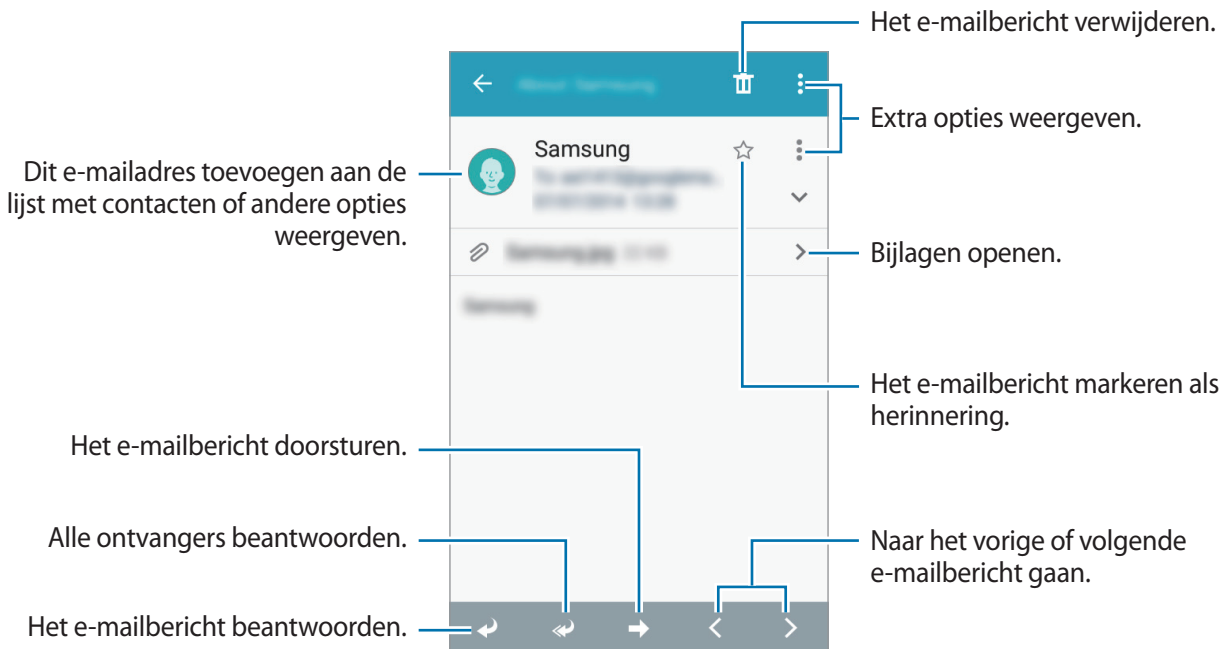 Het e-mailbericht verwijderen.
Extra opties weergeven.
Samsung
Dit e-mailadres toevoegen aan de
lijst met contacten of andere opties
weergeven.
Bijlagen openen.
Het e-mailbericht markeren als
herinnering.
Het e-mailbericht doorsturen.
Alle ontvangers beantwoorden.
Naar het vorige of volgende
e-mailbericht gaan.
Het e-mailbericht beantwoorden.